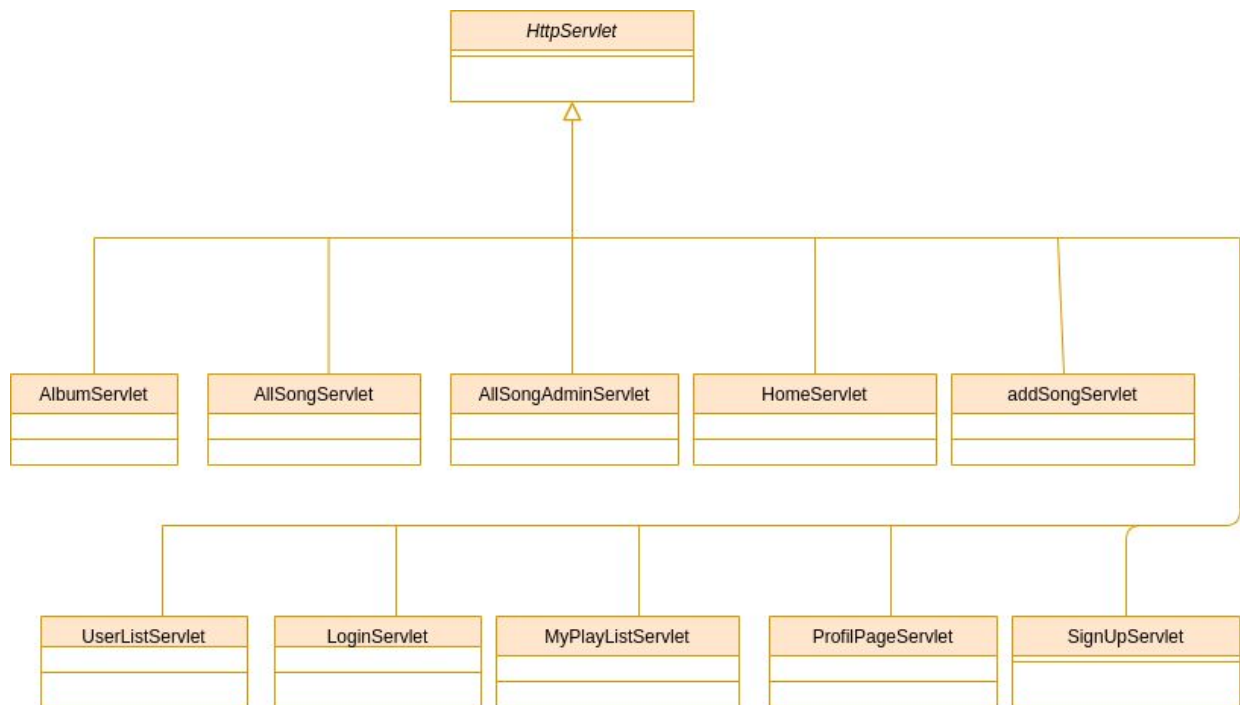 HttpServlet
AlbumServlet
AllSongServlet
AllSongAdminServlet
HomeServlet
addSongServlet
UserListServlet
LoginServlet
MyPlayListServlet
ProfilPageServlet
SignUpServlet